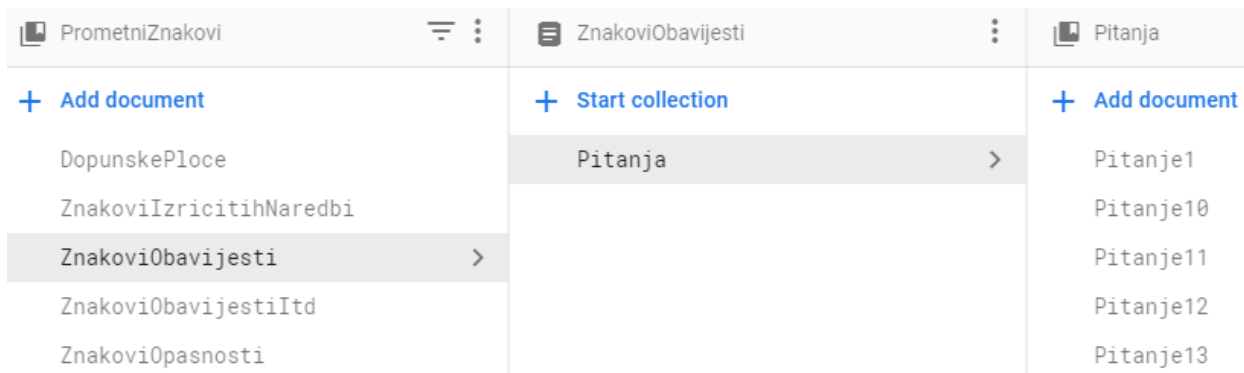 PrometniZnakovi
Add document
DopunskePloce
ZnakoviIzricitihNaredbi
ZnakoviObavijesti
ZnakoviObavijestiItd
ZnakoviOpasnosti
ZnakoviObavijesti
Start collection
Pitanja
Pitanja
Add document
Pitanje1
Pitanje10
Pitanje11
Pitanje12
Pitanje13